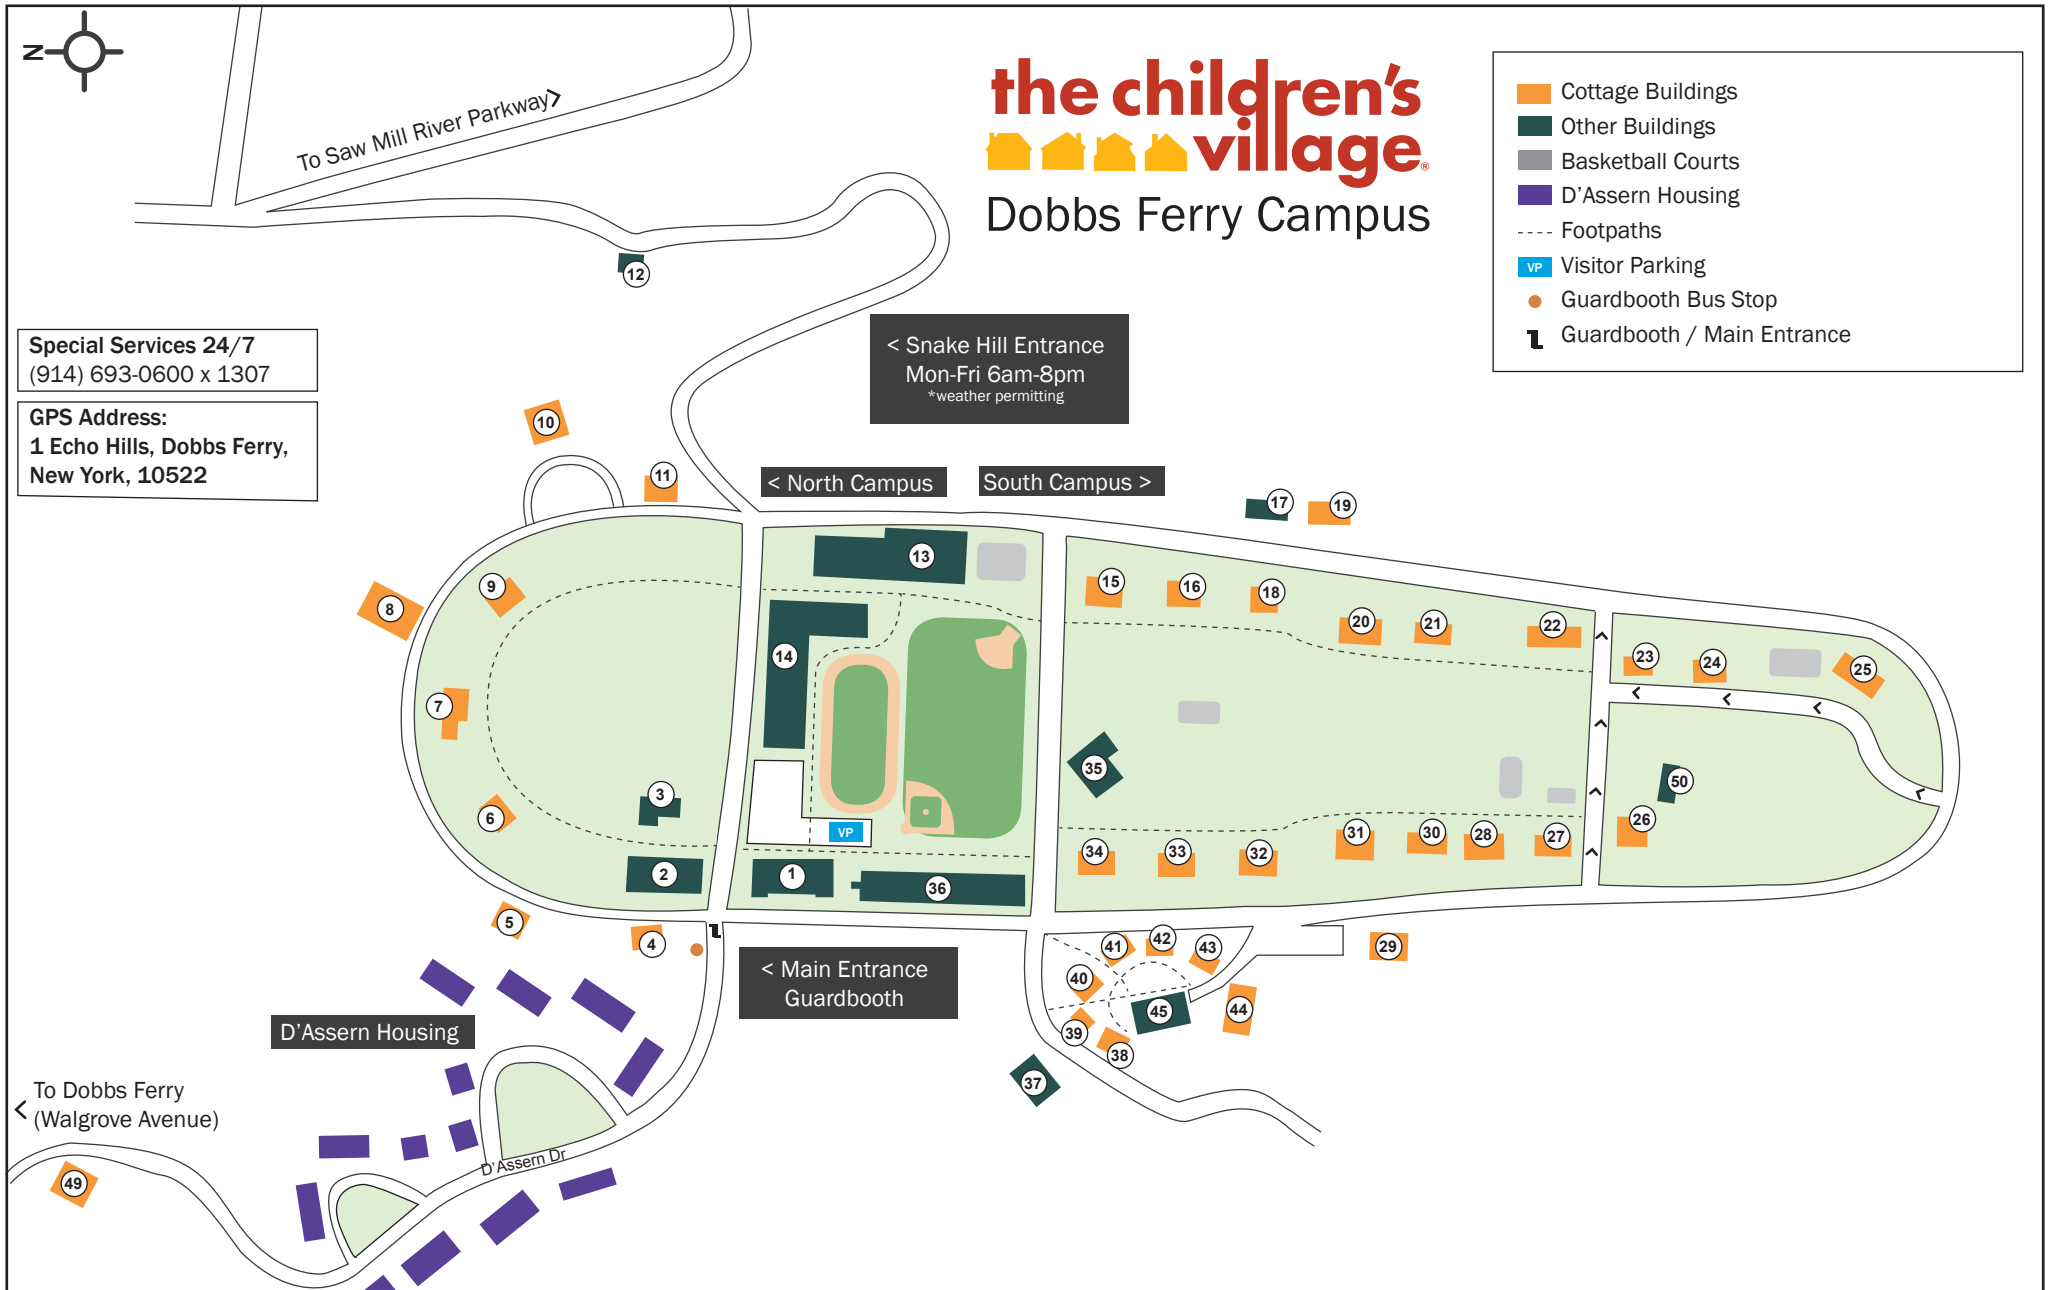 N
To Saw Mill River Parkway>
the children's
village®
Dobbs Ferry Campus
Cottage Buildings
Other Buildings
Basketball Courts
D'Assern Housing
Footpaths
VP Visitor Parking
Guardbooth Bus Stop
Guardbooth / Main Entrance
12
Special Services 24/7
(914) 693-0600 x 1307
GPS Address:
1 Echo Hills, Dobbs Ferry,
New York, 10522
< Snake Hill Entrance
Mon-Fri 6am-8pm
*weather permitting
10
11
< North Campus
South Campus >
17
19
13
9
8
15
16
18
20
21
22
14
23
24
25
7
35
50
3
6
VP
26
34
33
32
31
30
28
27
2
1
36
5
4
41
42
43
29
< Main Entrance
Guardbooth
40
45
44
39
38
37
D'Assern Housing
< To Dobbs Ferry
(Walgrove Avenue)
D'Assern Dr
49